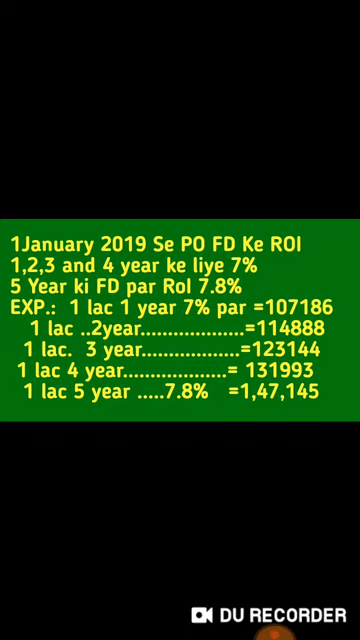 1January 2019 Se PO FD Ke ROI
1,2,3 and 4 year ke liye 7%
5 Year ki FD par RoI 7.8%
EXP.: 1 lac 1 year 7% par =107186
1 lac ..2year....................=114888
1 lac. 3 year...................=123144
1 lac 4 year....................= 131993
1 lac 5 year .....7.8% =1,47,145
DU RECORDER